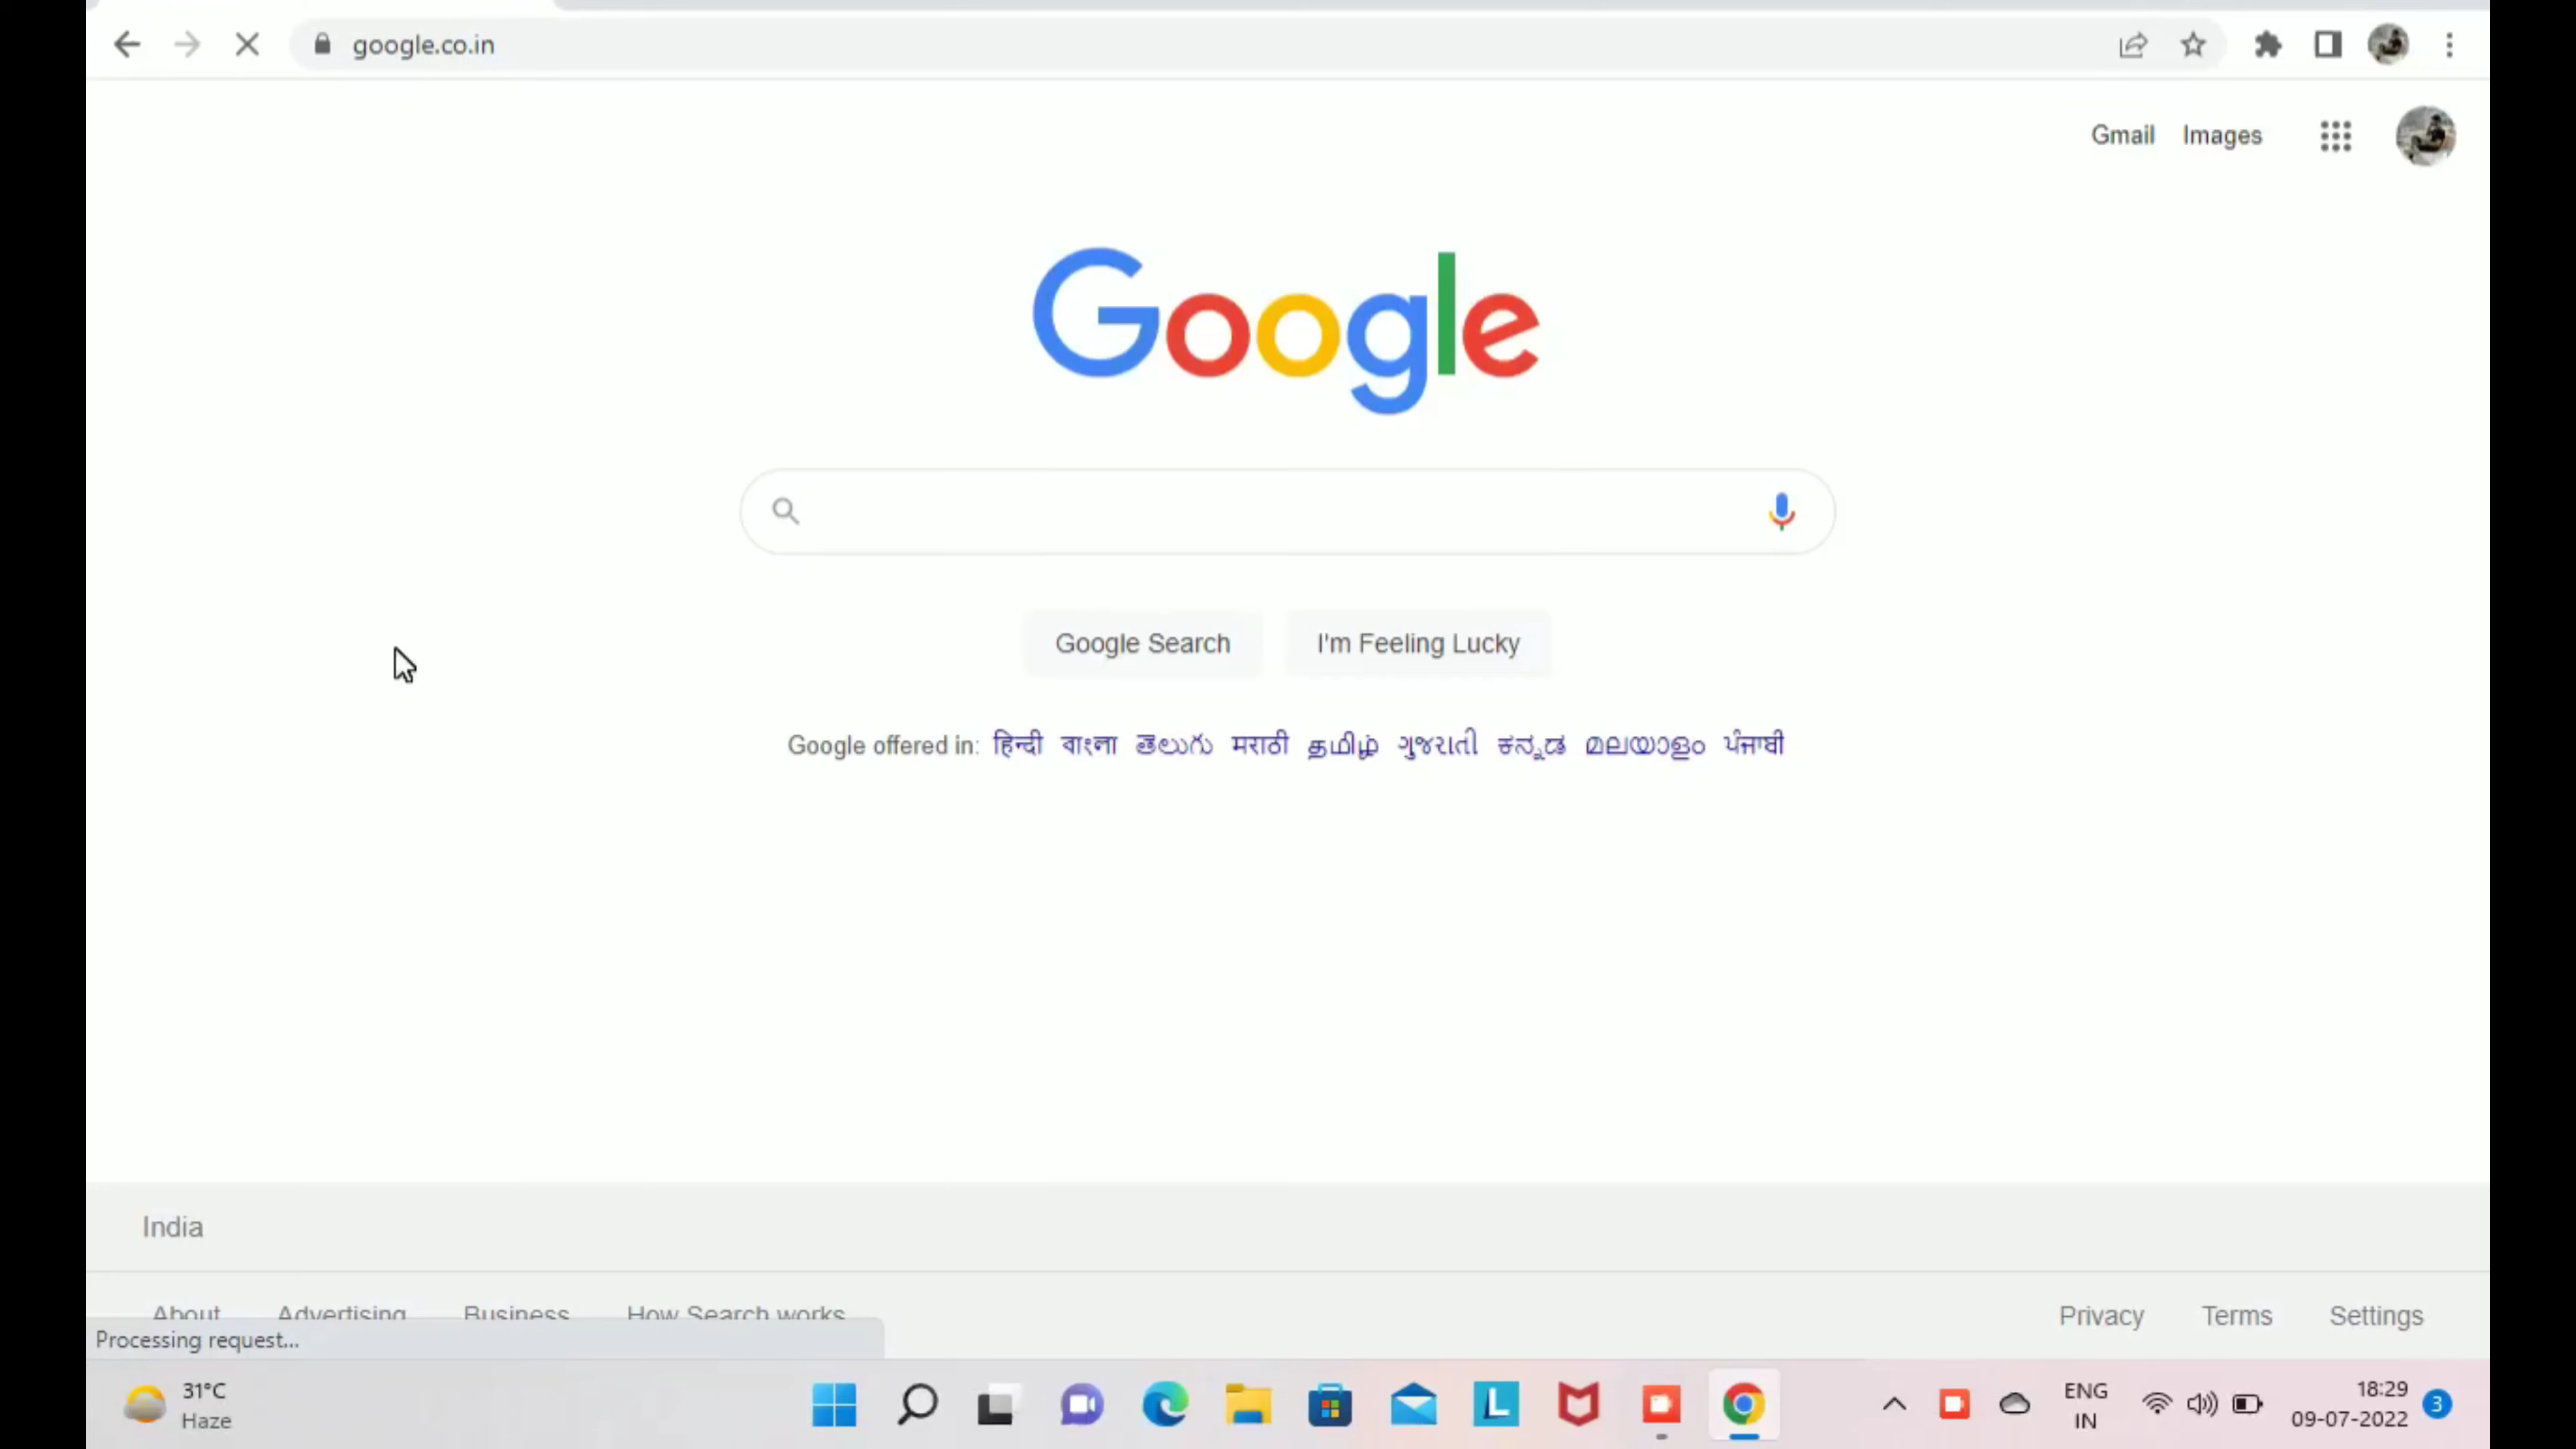 google.co.in
Gmail Images
Google
Google Search I'm Feeling Lucky
Google offered in: हिन्दी বাংলা తెలుగు मराठी தமிழ் ગુજરાતી ಕನ್ನಡ മലയാളം ਪੰਜਾਬੀ
India
About Advertising Business How Search works Privacy Terms Settings
Processing request...
31°C
Haze
ENG
IN
18:29
09-07-2022
3